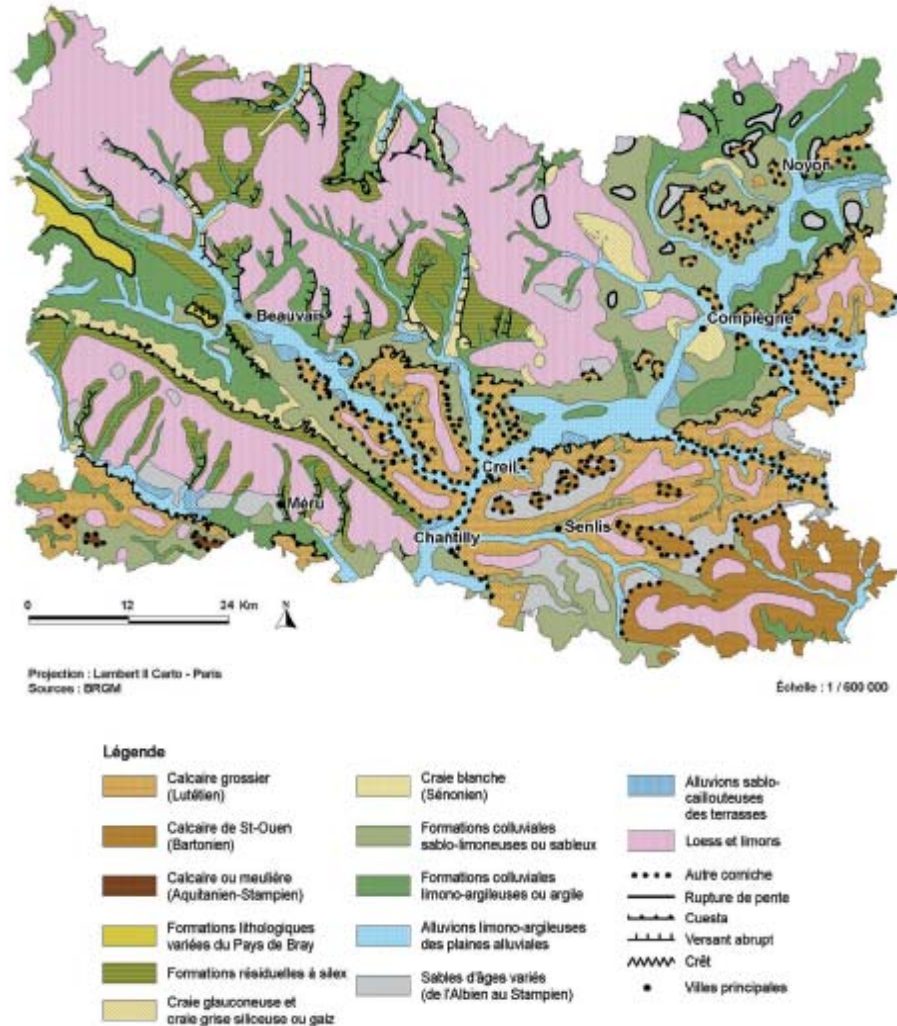 Noyon
Beauvais
Compiègne
Creil
Méru
Senlis
Chantilly
0 12 24 Km
N
Projection : Lambert II Carto - Paris
Sources : BRGM
Échelle : 1 / 600 000
Légende
Calcaire grossier
(Lutétien)
Calcaire de St-Ouen
(Bartonien)
Calcaire ou meulière
(Aquitanien-Stampien)
Formations lithologiques
variées du Pays de Bray
Formations résiduelles à silex
Craie glauconeuse et
craie grise siliceuse ou gaiz
Craie blanche
(Sénonien)
Formations colluviales
sablo-limoneuses ou sableux
Formations colluviales
limono-argileuses ou argile
Alluvions limono-argileuses
des plaines alluviales
Sables d'âges variés
(de l'Albien au Stampien)
Alluvions sablo-
caillouteuses
des terrasses
Loess et limons
Autre corniche
Rupture de pente
Cuesta
Versant abrupt
Crêt
Villes principales